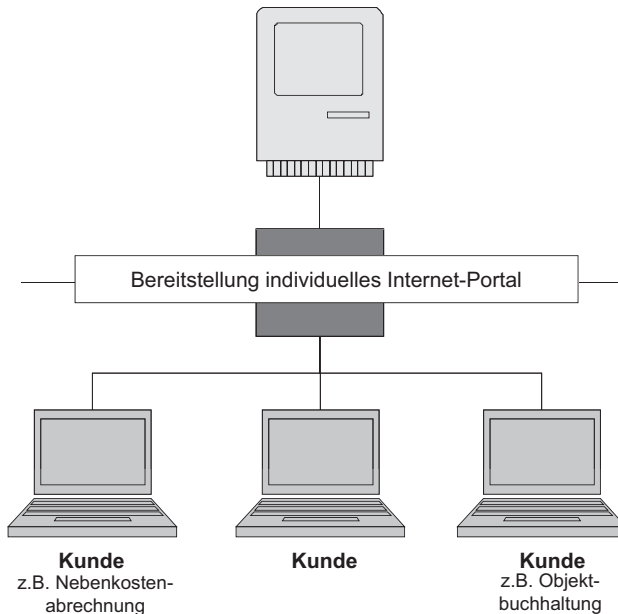 Bereitstellung individuelles Internet-Portal
Kunde
z.B. Nebenkosten-
abrechnung
Kunde
Kunde
z.B. Objekt-
buchhaltung